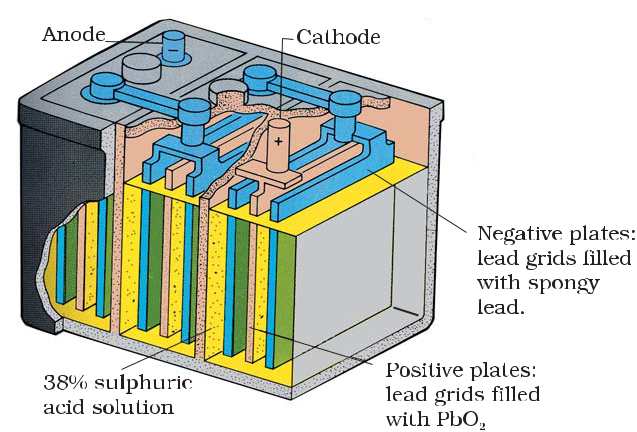 Anode
Cathode
−
+
Negative plates:
lead grids filled
with spongy
lead.
38% sulphuric
acid solution
Positive plates:
lead grids filled
with PbO₂